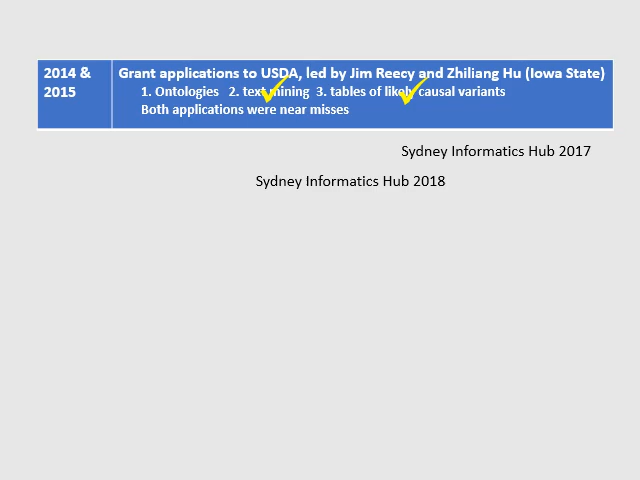 2014 &
2015
Grant applications to USDA, led by Jim Reecy and Zhiliang Hu (Iowa State)
1. Ontologies 2. text mining 3. tables of likely causal variants
Both applications were near misses
Sydney Informatics Hub 2017
Sydney Informatics Hub 2018